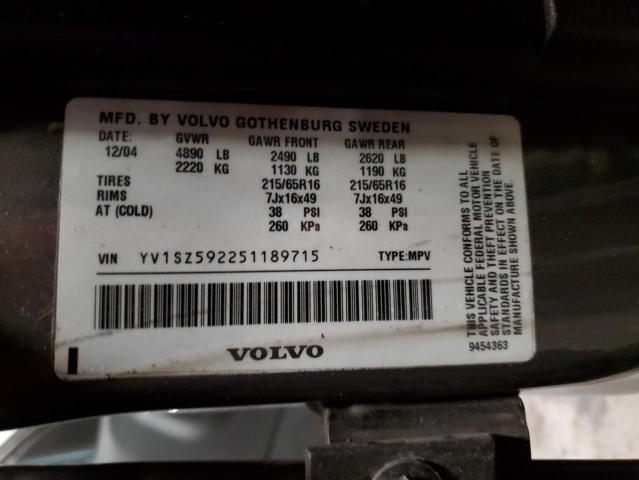 MFD. BY VOLVO GOTHENBURG SWEDEN
DATE: GVWR GAWR FRONT GAWR REAR
12/04 4890 LB 2490 LB 2620 LB
2220 KG 1130 KG 1190 KG
TIRES 215/65R16 215/65R16
RIMS 7Jx16x49 7Jx16x49
AT (COLD) 38 PSI 38 PSI
260 KPa 260 KPa
VIN YV1SZ592251189715 TYPE:MPV
VOLVO
THIS VEHICLE CONFORMS TO ALL
APPLICABLE FEDERAL MOTOR VEHICLE
SAFETY AND THEFT PREVENTION
STANDARDS IN EFFECT ON THE DATE OF
MANUFACTURE SHOWN ABOVE.
9454363